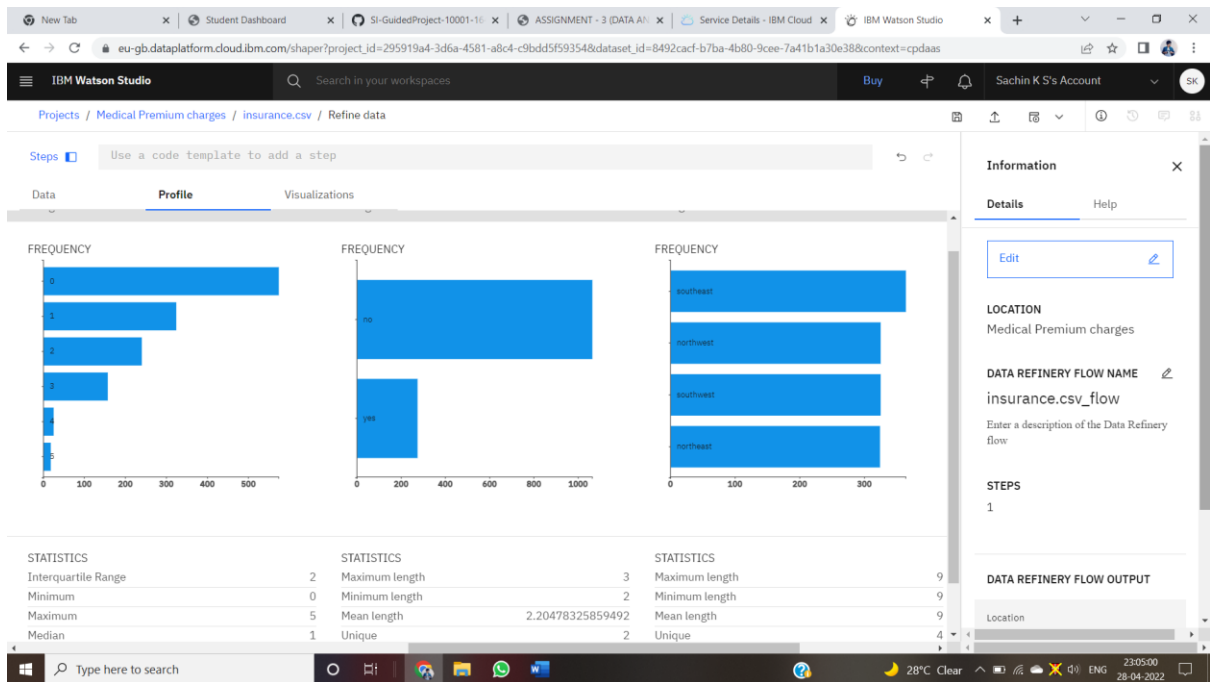 New Tab
Student Dashboard
SI-GuidedProject-10001-16
ASSIGNMENT - 3 (DATA AN
Service Details - IBM Cloud
IBM Watson Studio
eu-gb.dataplatform.cloud.ibm.com/shaper?project_id=295919a4-3d6a-4581-a8c4-c9bdd5f59354&dataset_id=8492cacf-b7ba-4b80-9cee-7a41b1a30e38&context=cpdaas
IBM Watson Studio
Search in your workspaces
Buy
Sachin K S's Account
SK
Projects / Medical Premium charges / insurance.csv / Refine data
Steps
Use a code template to add a step
Data
Profile
Visualizations
FREQUENCY
0
1
2
3
4
5
0 100 200 300 400 500
FREQUENCY
no
yes
0 200 400 600 800 1000
FREQUENCY
southeast
northwest
southwest
northeast
0 100 200 300
STATISTICS
Interquartile Range 2
Minimum 0
Maximum 5
Median 1
STATISTICS
Maximum length 3
Minimum length 2
Mean length 2.20478325859492
Unique 2
STATISTICS
Maximum length 9
Minimum length 9
Mean length 9
Unique 4
Information
Details
Help
Edit
LOCATION
Medical Premium charges
DATA REFINERY FLOW NAME
insurance.csv_flow
Enter a description of the Data Refinery
flow
STEPS
1
DATA REFINERY FLOW OUTPUT
Location
Type here to search
28°C Clear
ENG
23:05:00
28-04-2022